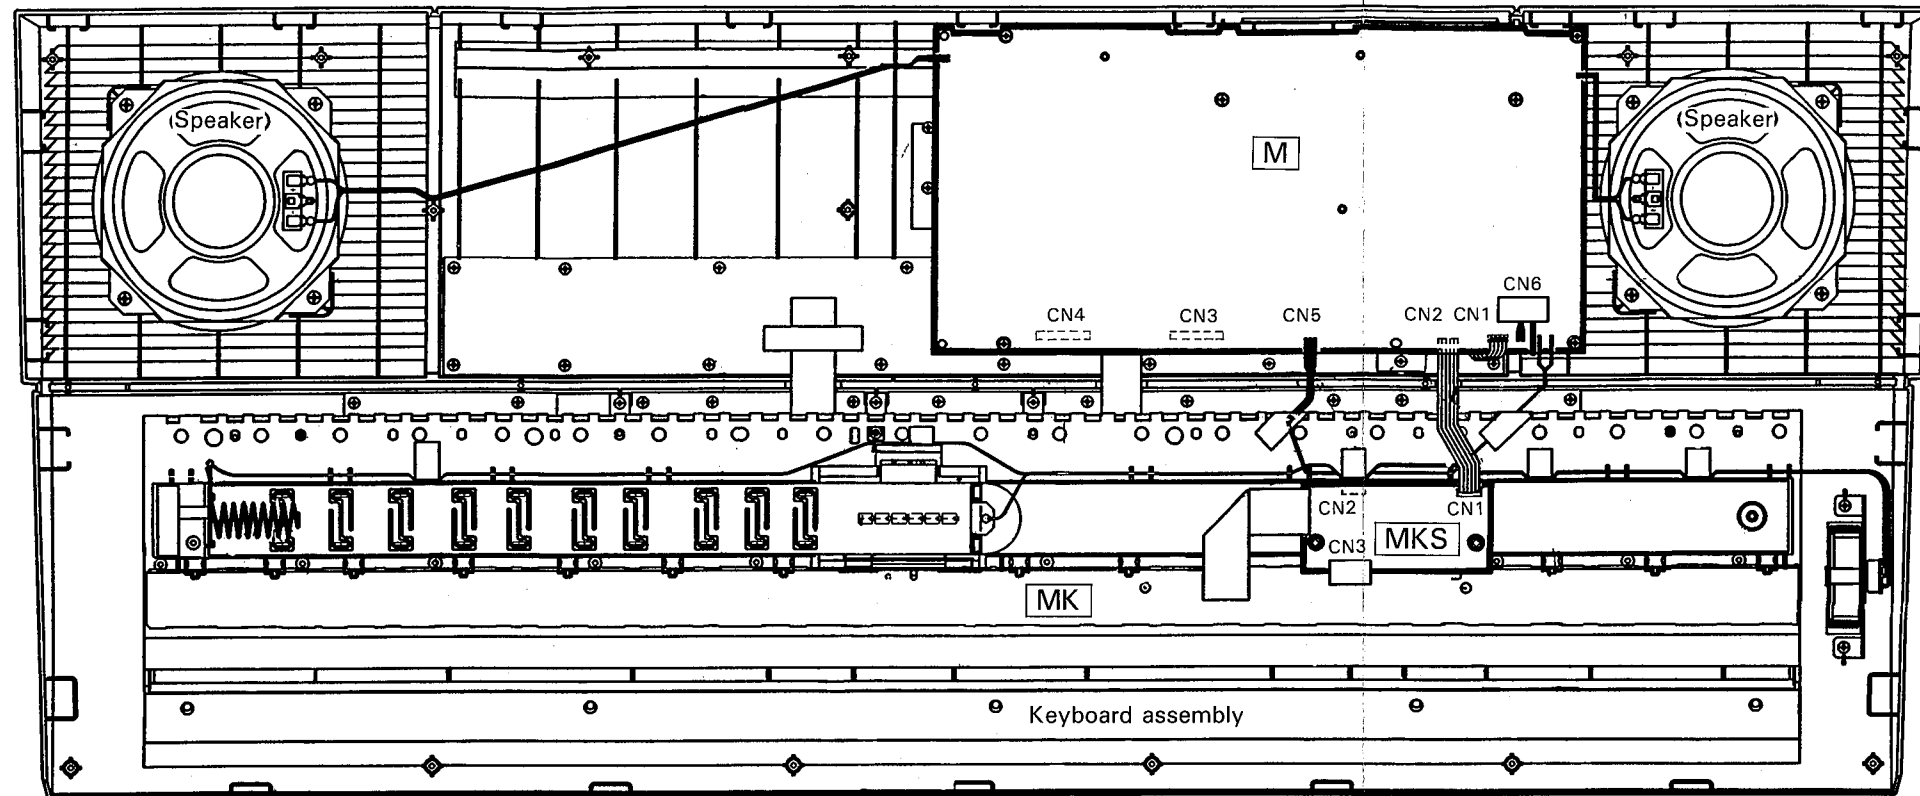 (Speaker)
(Speaker)
M
CN6
CN4
CN3
CN5
CN2
CN1
CN2
CN1
CN3
MKS
MK
Keyboard assembly